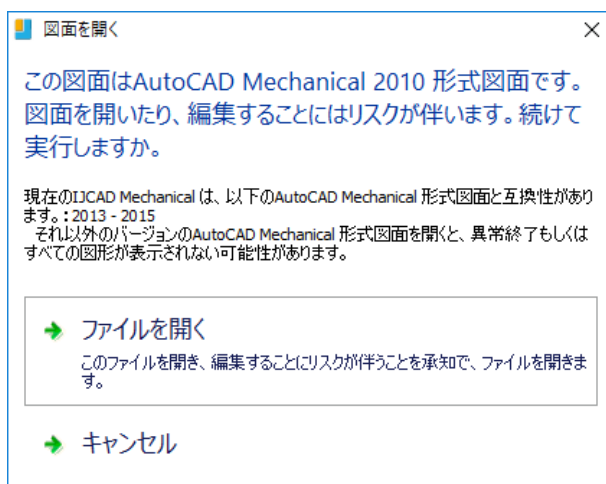 図面を開く
この図面はAutoCAD Mechanical 2010 形式図面です。
図面を開いたり、編集することにはリスクが伴います。続けて
実行しますか。
現在のIJCAD Mechanical は、以下のAutoCAD Mechanical 形式図面と互換性があり
ます。：2013 - 2015
それ以外のバージョンのAutoCAD Mechanical 形式図面を開くと、異常終了もしくは
すべての図形が表示されない可能性があります。
ファイルを開く
このファイルを開き、編集することにリスクが伴うことを承知で、ファイルを開きま
す。
キャンセル